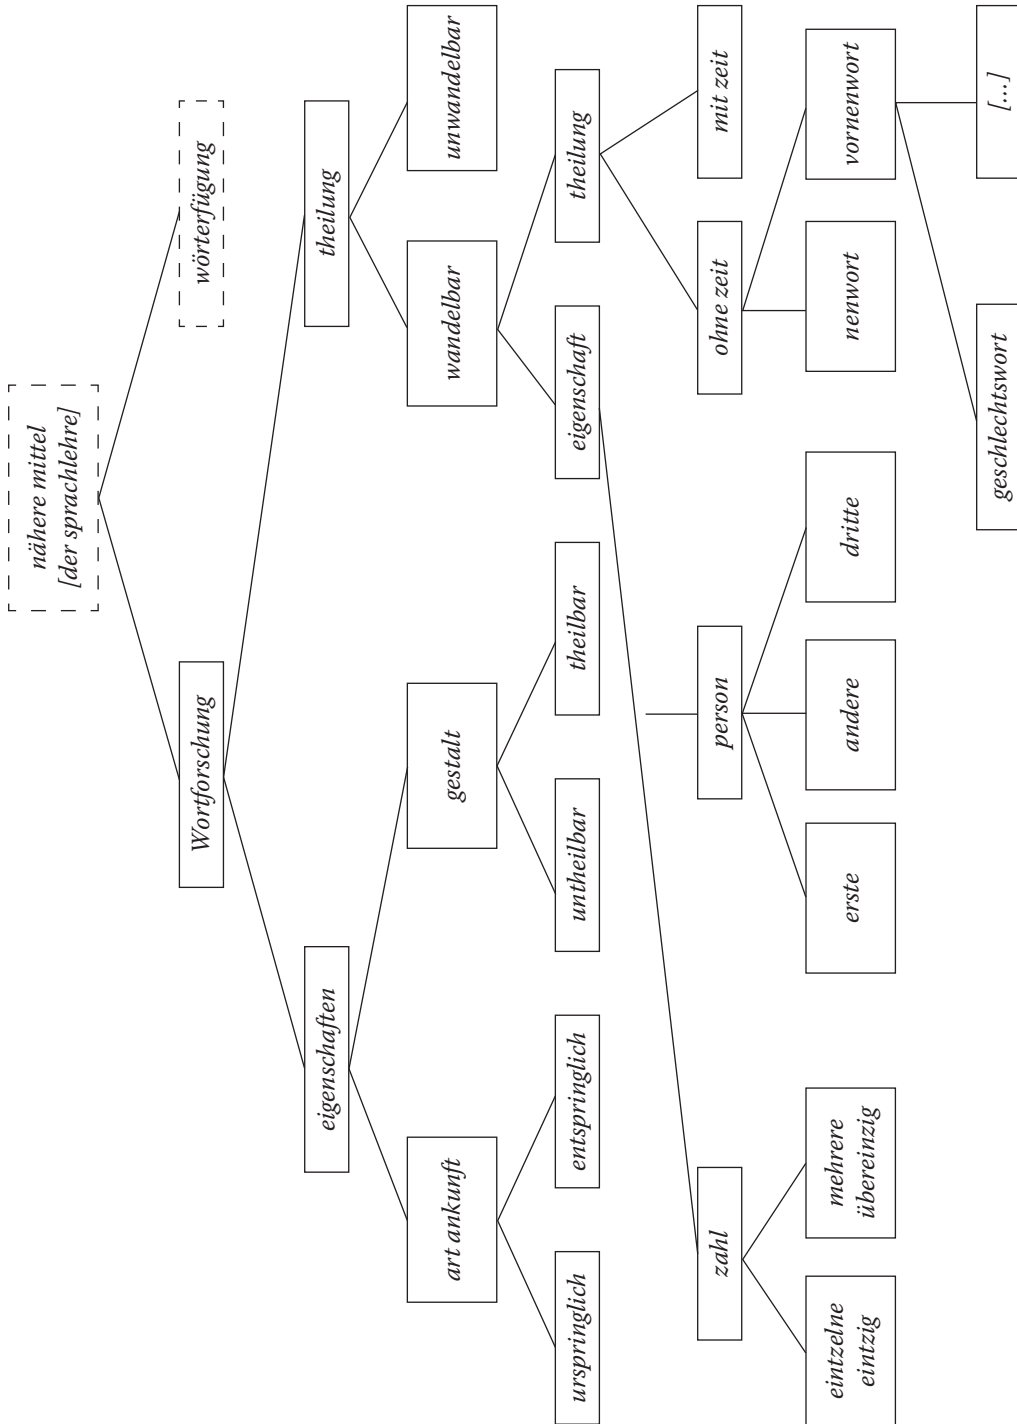 nähere mittel
[der sprachlehre]
Wortforschung
wörterfügung
eigenschaften
theilung
art ankunft
gestalt
wandelbar
unwandelbar
urspringlich
entspringlich
untheilbar
theilbar
eigenschaft
theilung
zahl
person
ohne zeit
mit zeit
eintzelne
eintzig
mehrere
übereinzig
erste
andere
dritte
nenwort
vornenwort
geschlechtswort
[...]